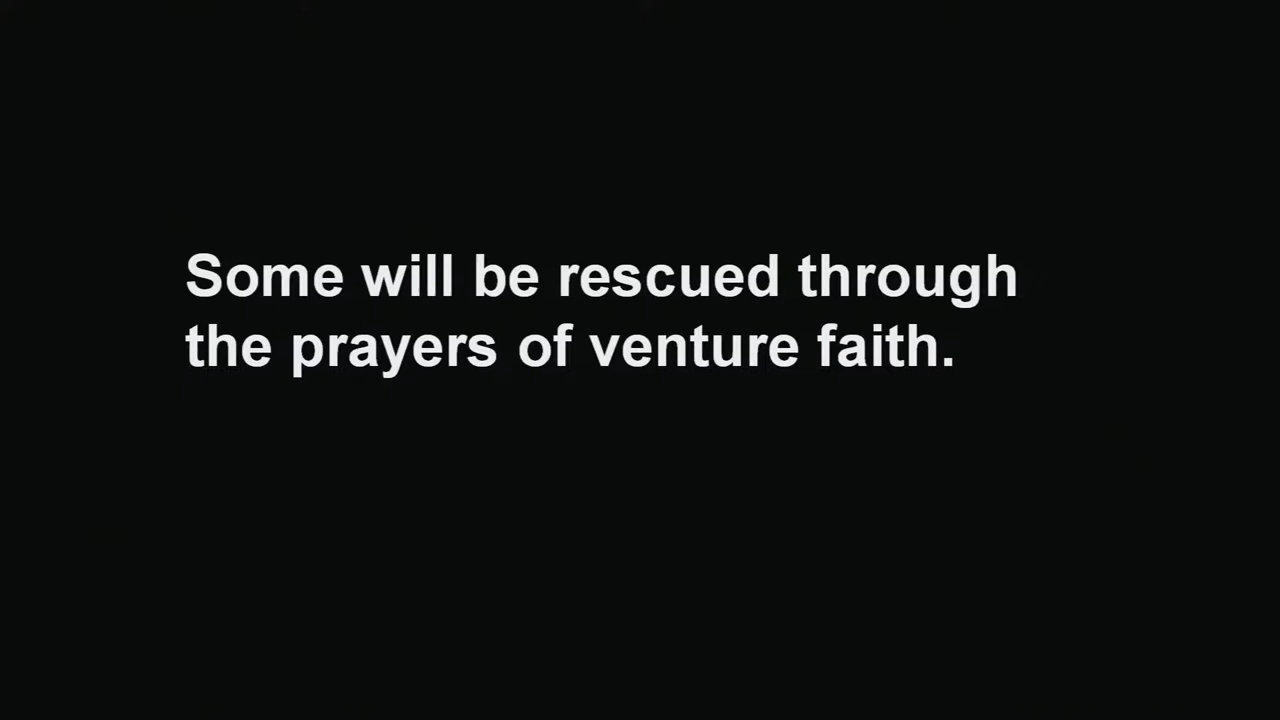 Some will be rescued through
the prayers of venture faith.